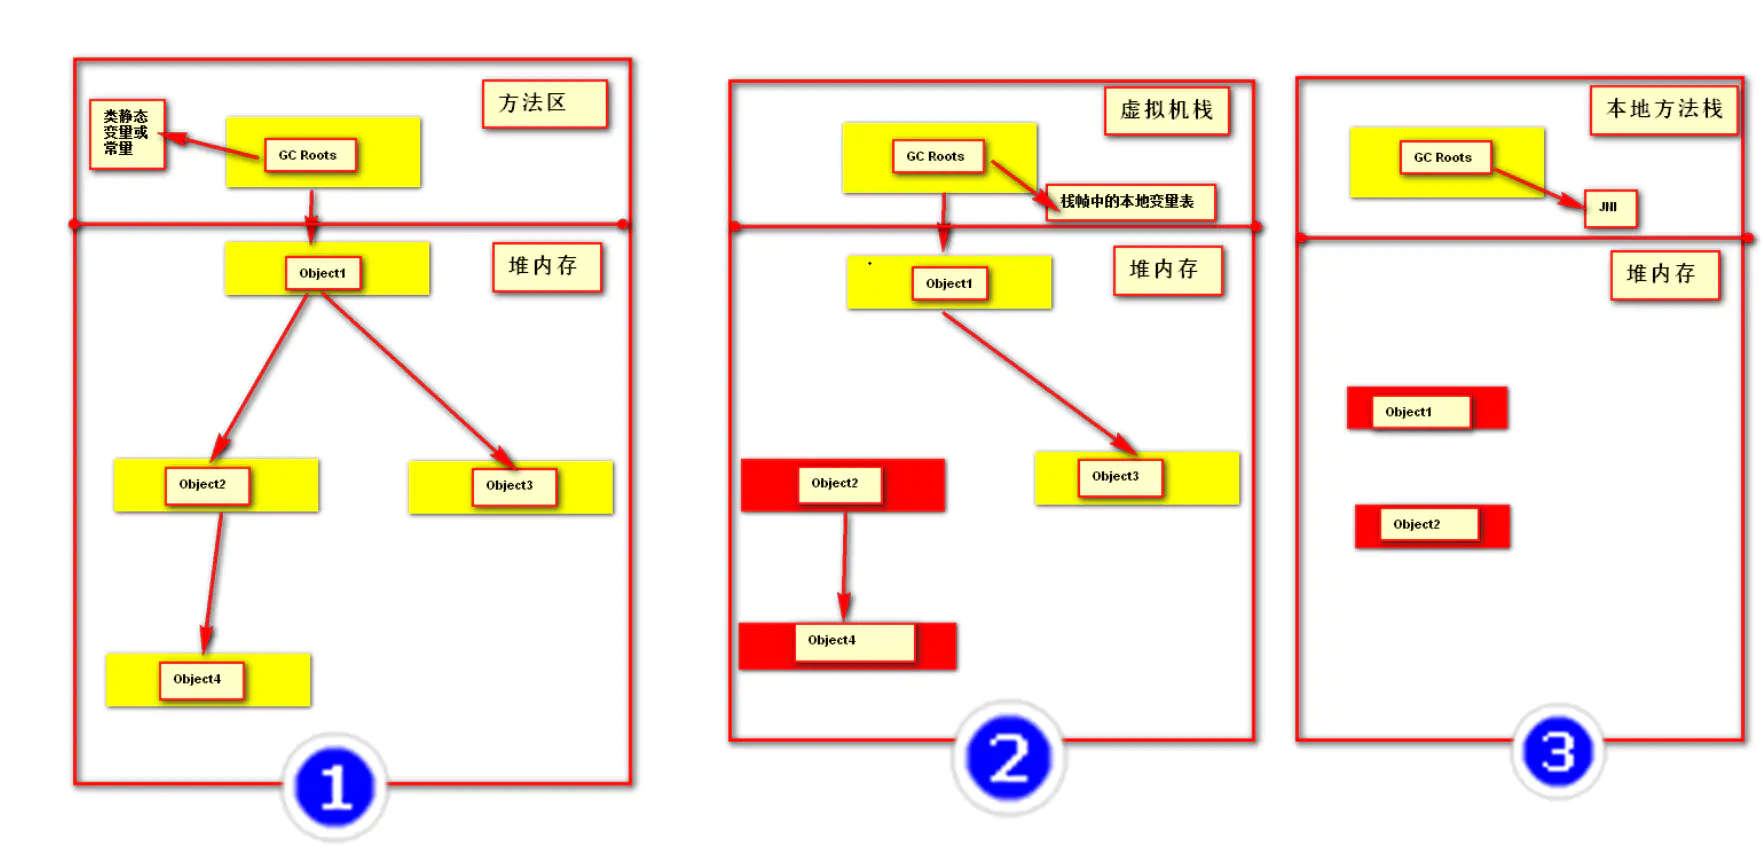 方法区
类静态
变量或
常量
GC Roots
堆内存
Object1
Object2
Object3
Object4
1
虚拟机栈
GC Roots
栈帧中的本地变量表
堆内存
Object1
Object3
Object2
Object4
2
本地方法栈
GC Roots
JNI
堆内存
Object1
Object2
3